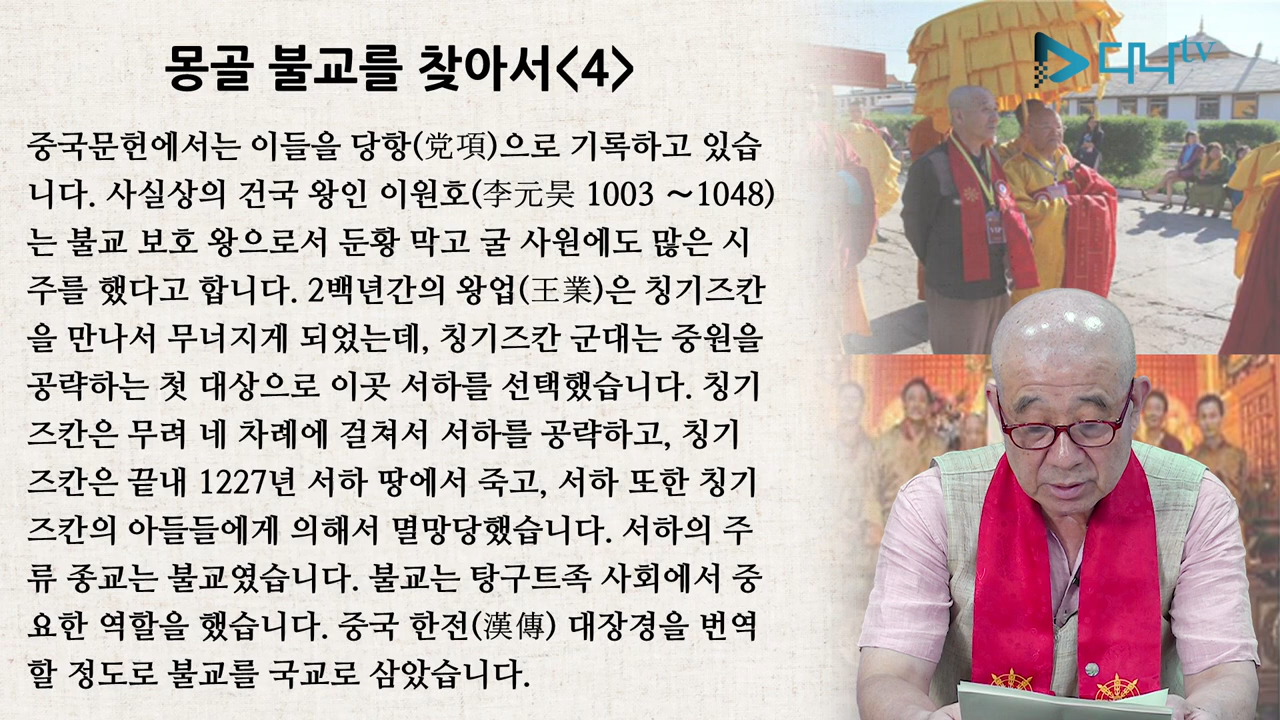 몽골 불교를 찾아서<4>
다나tv
중국문헌에서는 이들을 당항(党項)으로 기록하고 있습
니다. 사실상의 건국 왕인 이원호(李元昊 1003 ~1048)
는 불교 보호 왕으로서 둔황 막고 굴 사원에도 많은 시
주를 했다고 합니다. 2백년간의 왕업(王業)은 칭기즈칸
을 만나서 무너지게 되었는데, 칭기즈칸 군대는 중원을
공략하는 첫 대상으로 이곳 서하를 선택했습니다. 칭기
즈칸은 무려 네 차례에 걸쳐서 서하를 공략하고, 칭기
즈칸은 끝내 1227년 서하 땅에서 죽고, 서하 또한 칭기
즈칸의 아들들에게 의해서 멸망당했습니다. 서하의 주
류 종교는 불교였습니다. 불교는 탕구트족 사회에서 중
요한 역할을 했습니다. 중국 한전(漢傳) 대장경을 번역
할 정도로 불교를 국교로 삼았습니다.
VIP